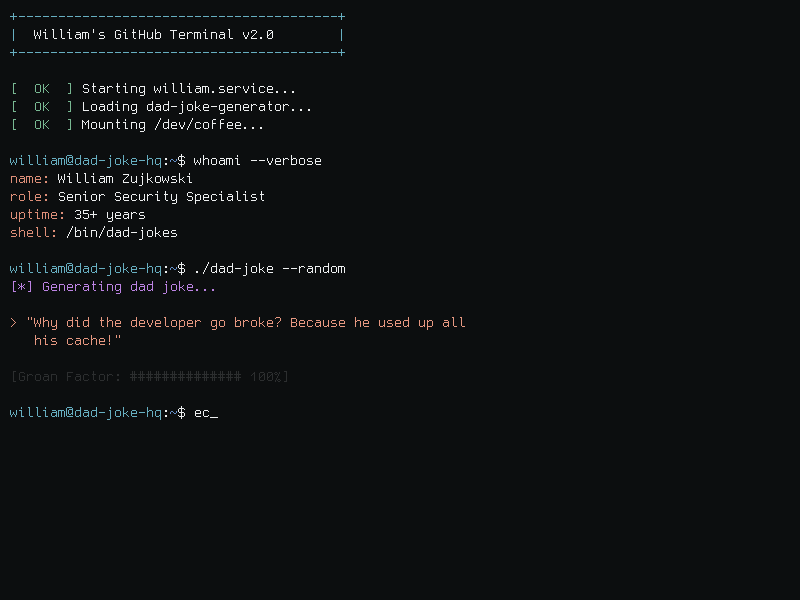 +----------------------------------------+
|  William's GitHub Terminal v2.0        |
+----------------------------------------+
[  OK  ] Starting william.service...
[  OK  ] Loading dad-joke-generator...
[  OK  ] Mounting /dev/coffee...
william@dad-joke-hq:~$ whoami --verbose
name: William Zujkowski
role: Senior Security Specialist
uptime: 35+ years
shell: /bin/dad-jokes
william@dad-joke-hq:~$ ./dad-joke --random
[*] Generating dad joke...
> "Why did the developer go broke? Because he used up all
his cache!"
[Groan Factor: ############## 100%]
william@dad-joke-hq:~$ ec_